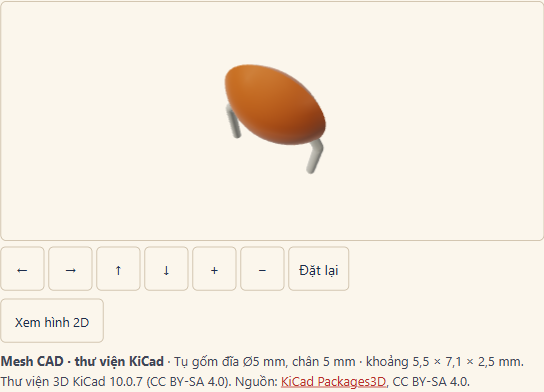 ← → ↑ ↓ + − Đặt lại
Xem hình 2D
Mesh CAD · thư viện KiCad · Tụ gốm đĩa Ø5 mm, chân 5 mm · khoảng 5,5 × 7,1 × 2,5 mm.
Thư viện 3D KiCad 10.0.7 (CC BY-SA 4.0). Nguồn: KiCad Packages3D, CC BY-SA 4.0.